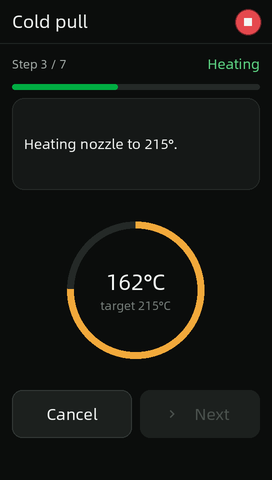 Cold pull
Step 3 / 7
Heating
Heating nozzle to 215°.
162°C
target 215°C
Cancel
Next